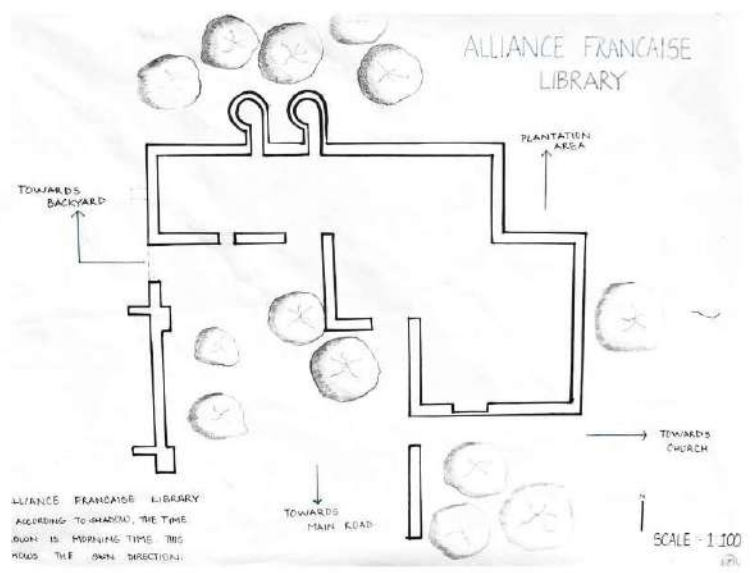 ALLIANCE FRANCAISE
LIBRARY
PLANTATION
AREA
TOWARDS
BACKYARD
TOWARDS
CHURCH
TOWARDS
MAIN ROAD
N
SCALE - 1:100
LLIANCE FRANCAISE LIBRARY
ACCORDING TO SHADOW, THE TIME
IS MORNING TIME. THIS
THE SUN DIRECTION.